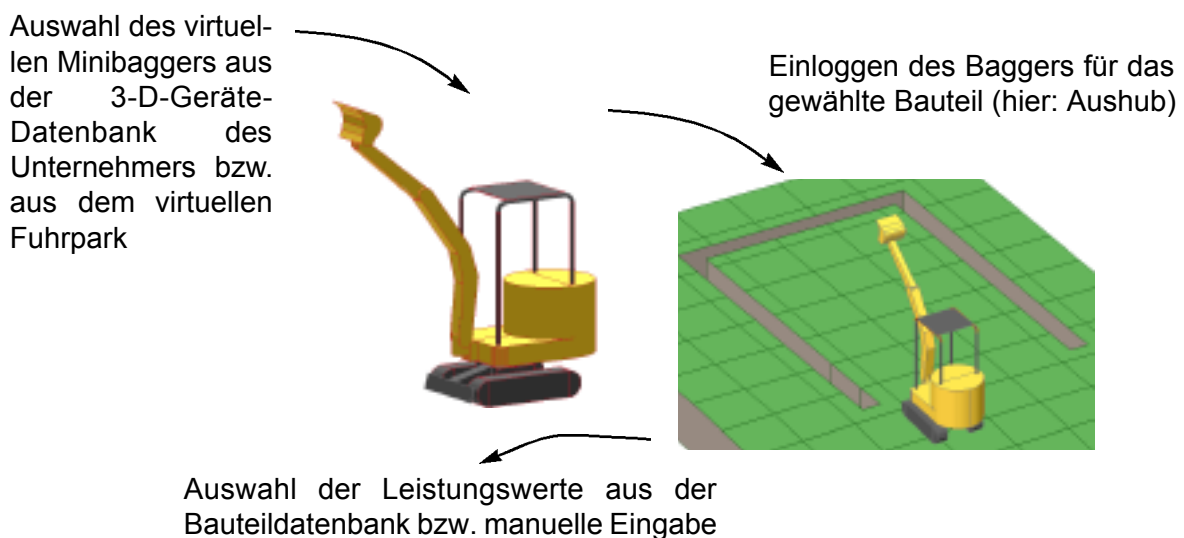 Auswahl des virtuel-
len Minibaggers aus
der 3-D-Geräte-
Datenbank des
Unternehmers bzw.
aus dem virtuellen
Fuhrpark
Einloggen des Baggers für das
gewählte Bauteil (hier: Aushub)
Auswahl der Leistungswerte aus der
Bauteildatenbank bzw. manuelle Eingabe